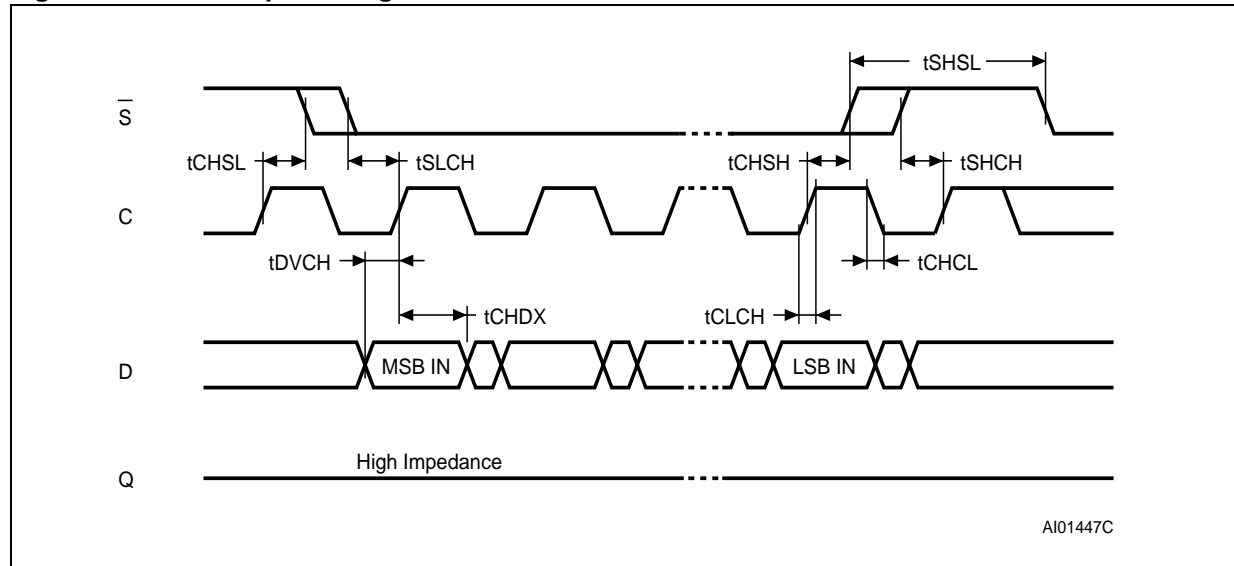 tSHSL
S
tCHSL
tSLCH
tCHSH
tSHCH
C
tDVCH
tCHCL
tCHDX
tCLCH
D
MSB IN
LSB IN
High Impedance
Q
AI01447C